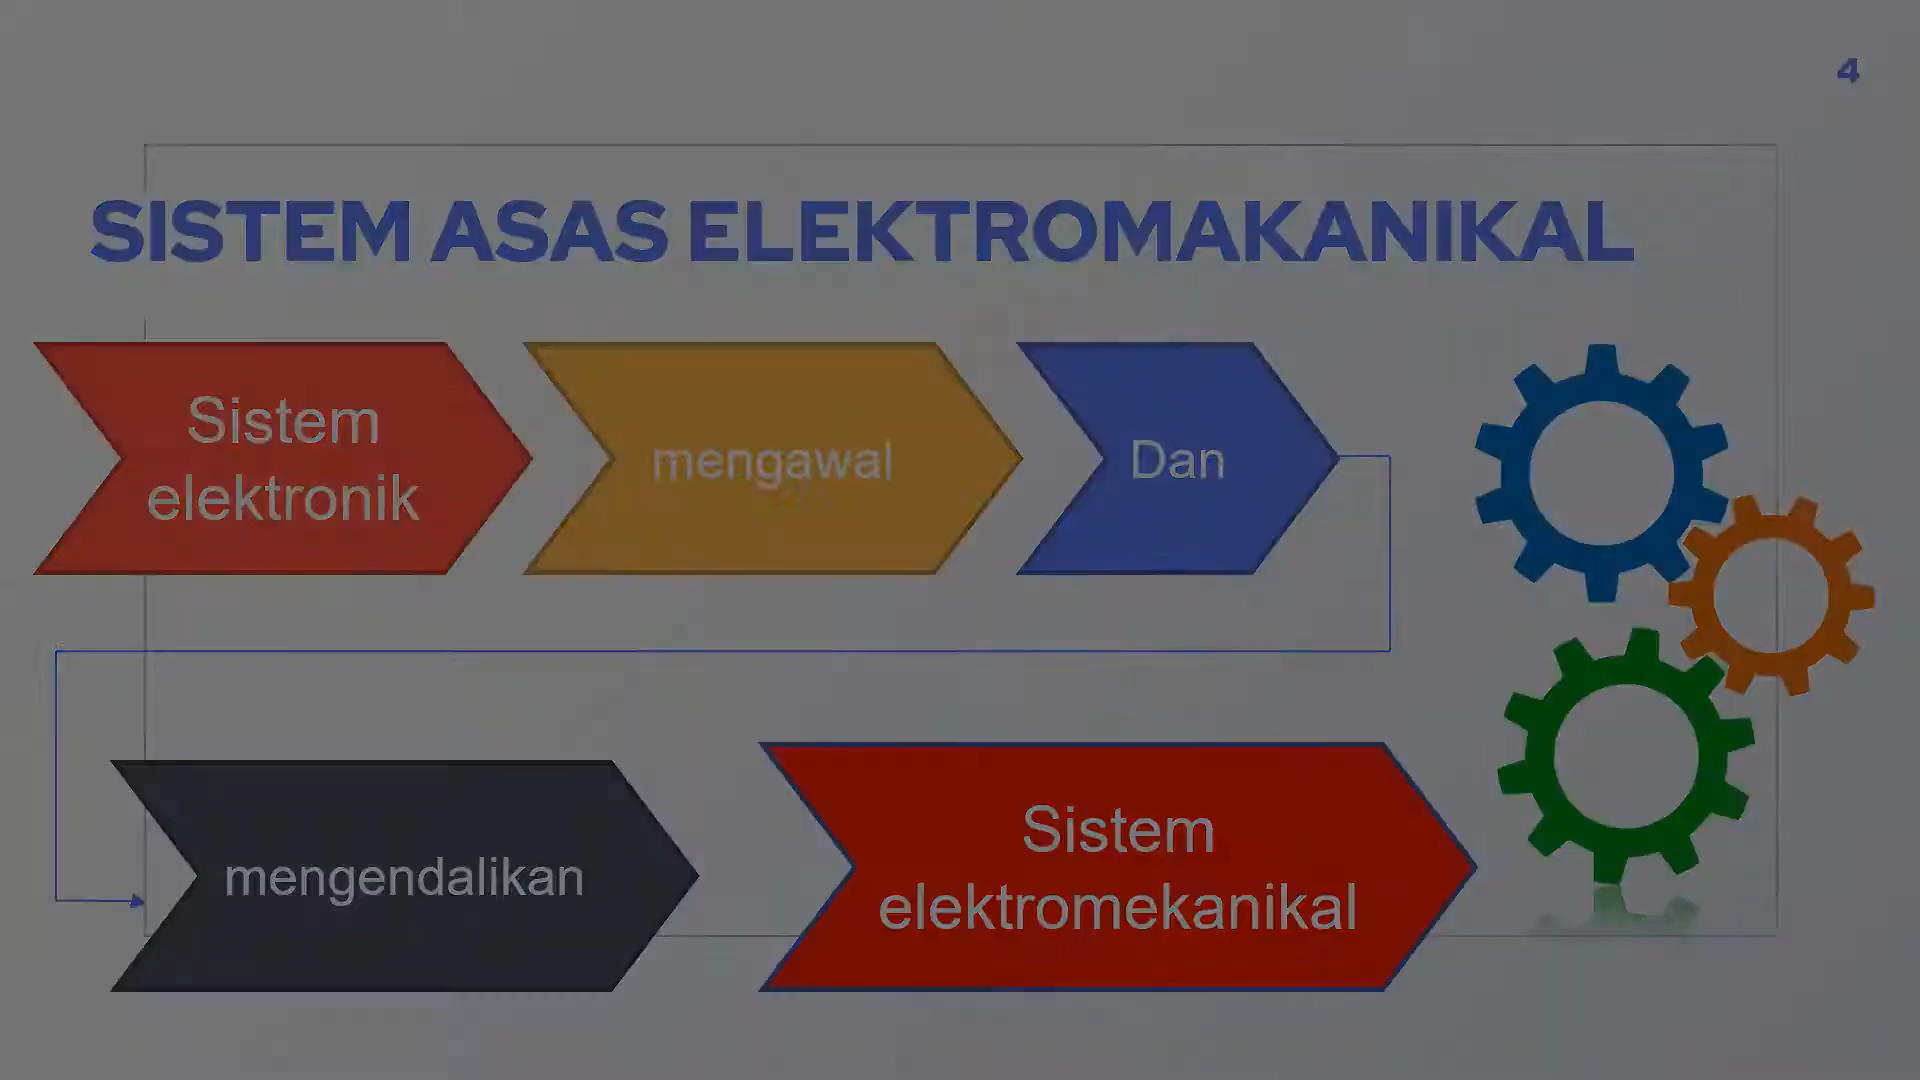 4
SISTEM ASAS ELEKTROMAKANIKAL
Sistem
elektronik
mengawal
Dan
mengendalikan
Sistem
elektromekanikal